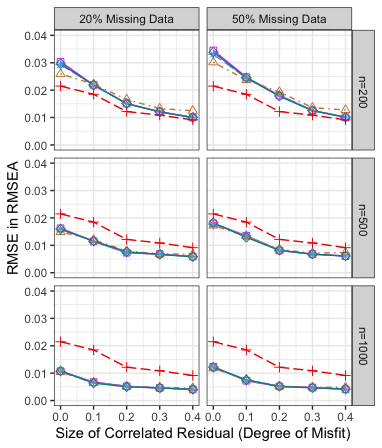 20% Missing Data 50% Missing Data
0.04
0.03
0.02
0.01
0.00
n=200
0.04
0.03
0.02
0.01
0.00
n=500
0.04
0.03
0.02
0.01
0.00
n=1000
RMSE in RMSEA
0.0 0.1 0.2 0.3 0.4 0.0 0.1 0.2 0.3 0.4
Size of Correlated Residual (Degree of Misfit)